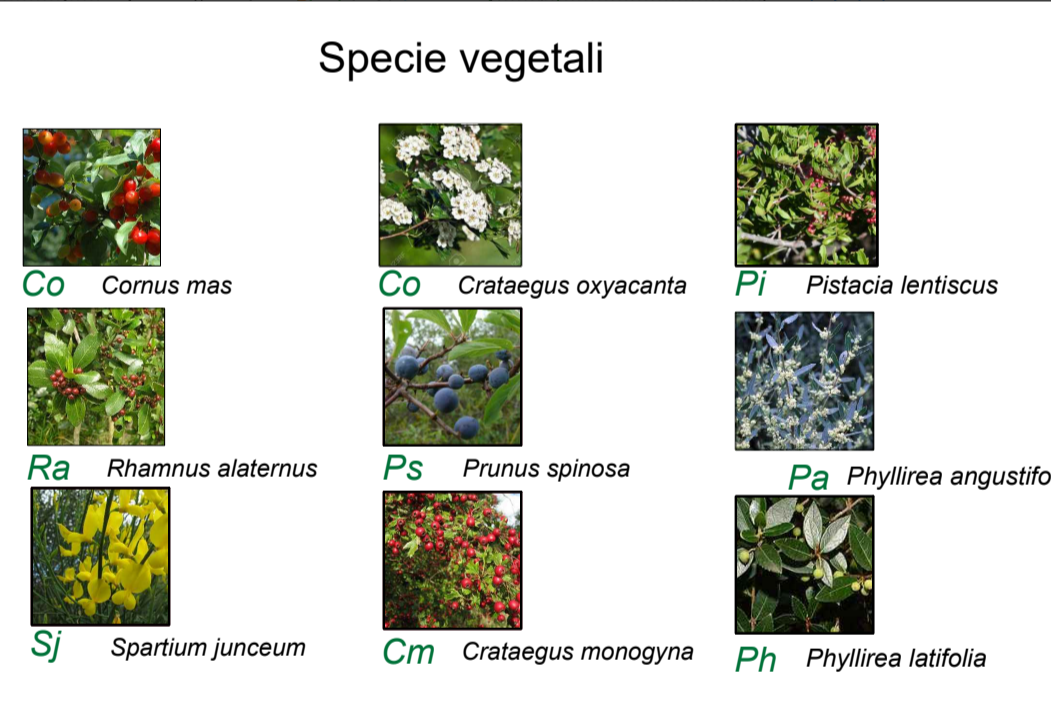 Specie vegetali
Co Cornus mas
Co Crataegus oxyacanta
Pi Pistacia lentiscus
Ra Rhamnus alaternus
Ps Prunus spinosa
Pa Phyllirea angustifo
Sj Spartium junceum
Cm Crataegus monogyna
Ph Phyllirea latifolia